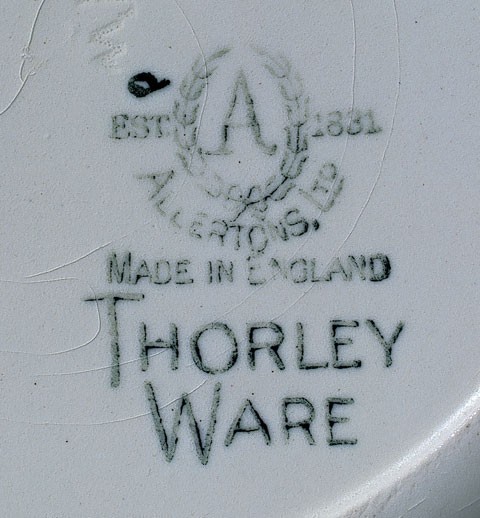 A
EST. 1831
ALLERTONS, LTD
MADE IN ENGLAND
THORLEY
WARE